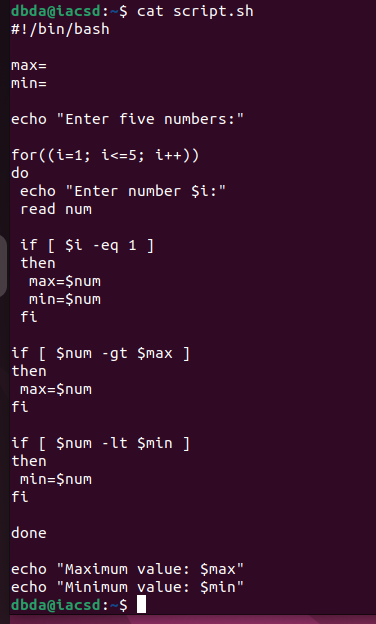 dbda@iacsd:~$ cat script.sh
#!/bin/bash

max=
min=

echo "Enter five numbers:"

for((i=1; i<=5; i++))
do
 echo "Enter number $i:"
 read num

 if [ $i -eq 1 ]
 then
  max=$num
  min=$num
 fi

if [ $num -gt $max ]
then
 max=$num
fi

if [ $num -lt $min ]
then
 min=$num
fi

done

echo "Maximum value: $max"
echo "Minimum value: $min"
dbda@iacsd:~$